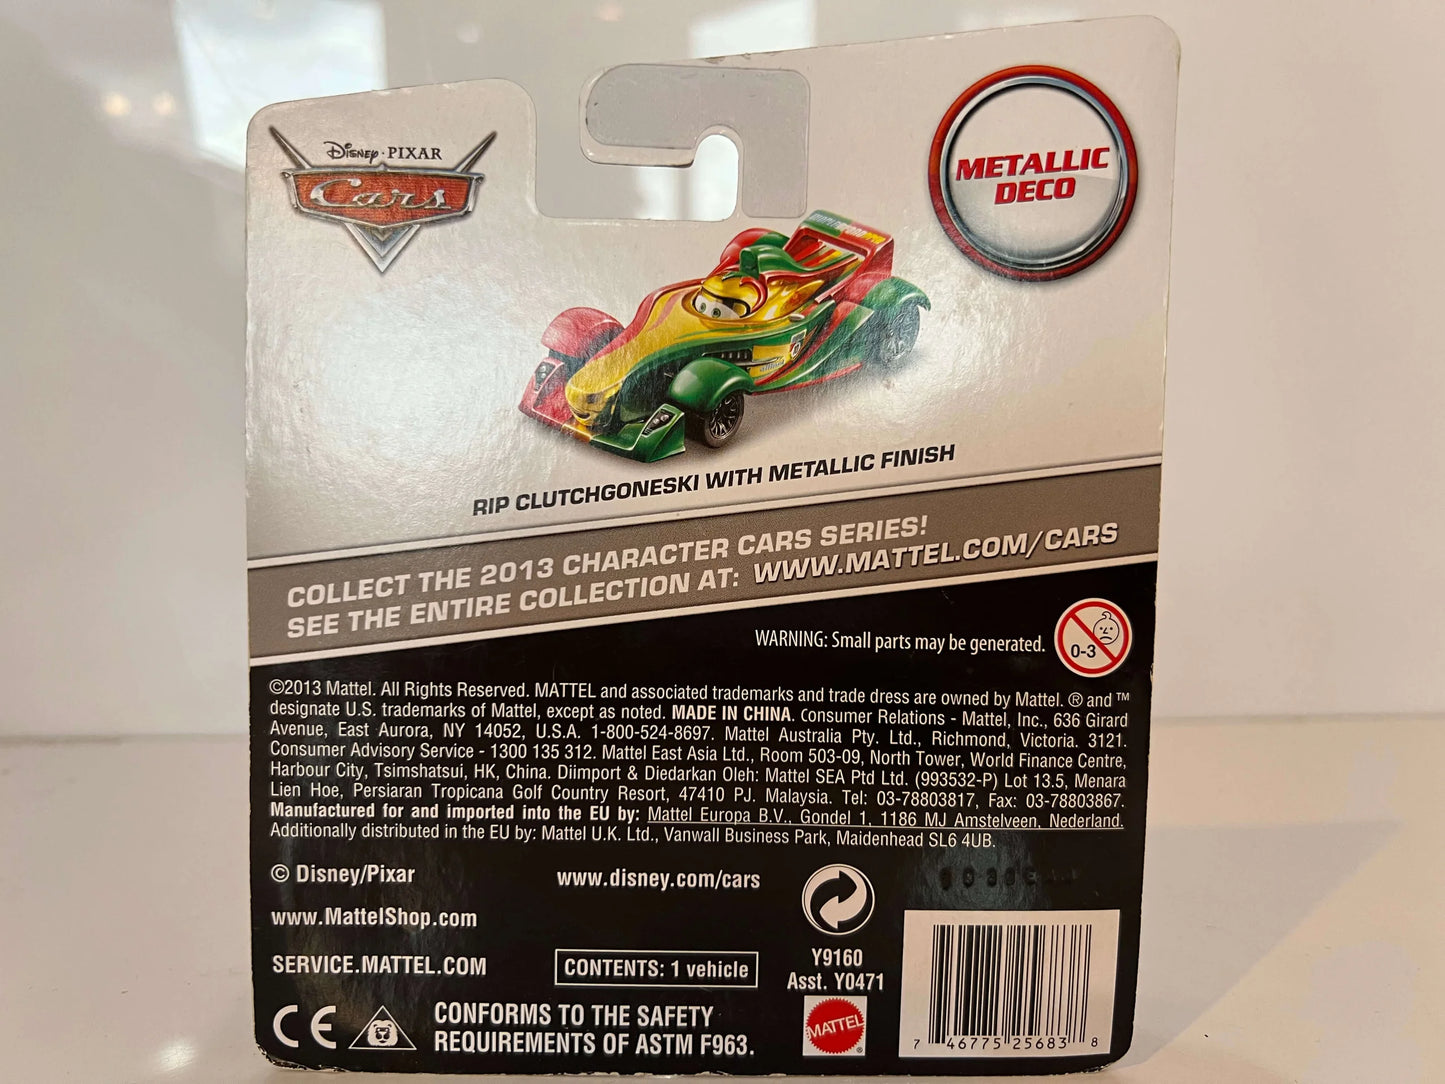 Disney · PIXAR
Cars
METALLIC
DECO
RIP CLUTCHGONESKI WITH METALLIC FINISH
COLLECT THE 2013 CHARACTER CARS SERIES!
SEE THE ENTIRE COLLECTION AT: WWW.MATTEL.COM/CARS
WARNING: Small parts may be generated.
0-3
©2013 Mattel. All Rights Reserved. MATTEL and associated trademarks and trade dress are owned by Mattel. ® and ™
designate U.S. trademarks of Mattel, except as noted. MADE IN CHINA. Consumer Relations - Mattel, Inc., 636 Girard
Avenue, East Aurora, NY 14052, U.S.A. 1-800-524-8697. Mattel Australia Pty. Ltd., Richmond, Victoria. 3121.
Consumer Advisory Service - 1300 135 312. Mattel East Asia Ltd., Room 503-09, North Tower, World Finance Centre,
Harbour City, Tsimshatsui, HK, China. Diimport & Diedarkan Oleh: Mattel SEA Ptd Ltd. (993532-P) Lot 13.5, Menara
Lien Hoe, Persiaran Tropicana Golf Country Resort, 47410 PJ. Malaysia. Tel: 03-78803817, Fax: 03-78803867.
Manufactured for and imported into the EU by: Mattel Europa B.V., Gondel 1, 1186 MJ Amstelveen, Nederland.
Additionally distributed in the EU by: Mattel U.K. Ltd., Vanwall Business Park, Maidenhead SL6 4UB.
© Disney/Pixar
www.disney.com/cars
www.MattelShop.com
SERVICE.MATTEL.COM
CONTENTS: 1 vehicle
Y9160
Asst. Y0471
CE
CONFORMS TO THE SAFETY
REQUIREMENTS OF ASTM F963.
MATTEL ®
7 46775 25683 8